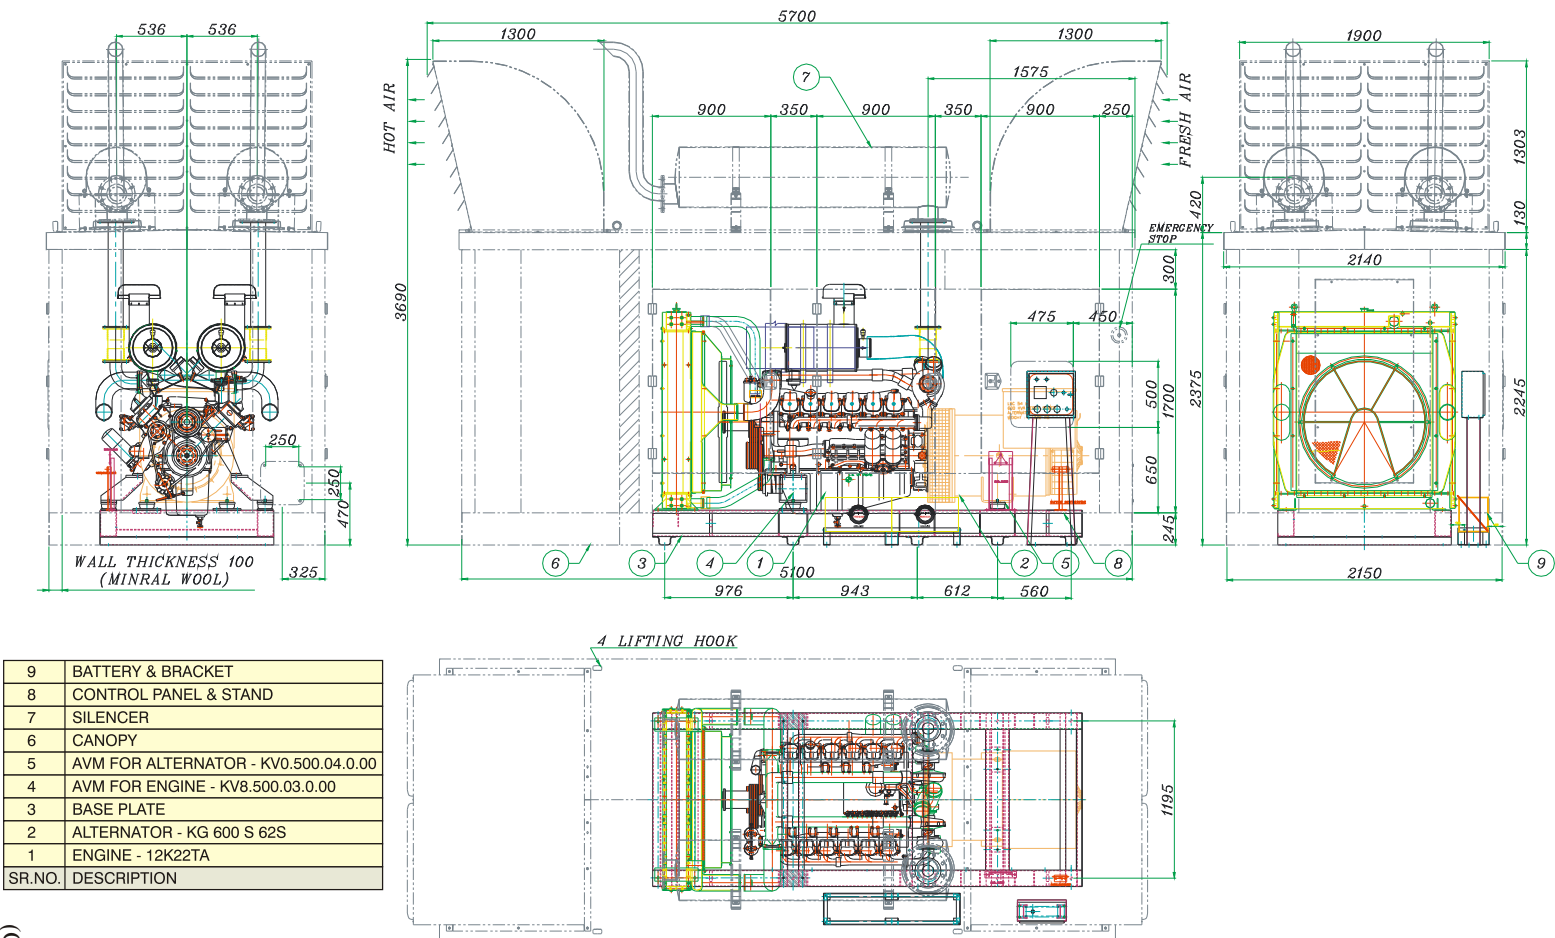 536 536
5700
1300 1300
1575
900 350 900 350 900 250
7
HOT AIR
FRESH AIR
EMERGENCY
STOP
3690
300
475 450
500
1700
650
245
250
250
470
325
WALL THICKNESS 100
(MINRAL WOOL)
6 3 4 1 2 5 8
5100
976 943 612 560
1900
1303
420
130
2140
2375
2245
2150
9
4 LIFTING HOOK
1195
9 BATTERY & BRACKET
8 CONTROL PANEL & STAND
7 SILENCER
6 CANOPY
5 AVM FOR ALTERNATOR - KV0.500.04.0.00
4 AVM FOR ENGINE - KV8.500.03.0.00
3 BASE PLATE
2 ALTERNATOR - KG 600 S 62S
1 ENGINE - 12K22TA
SR.NO. DESCRIPTION